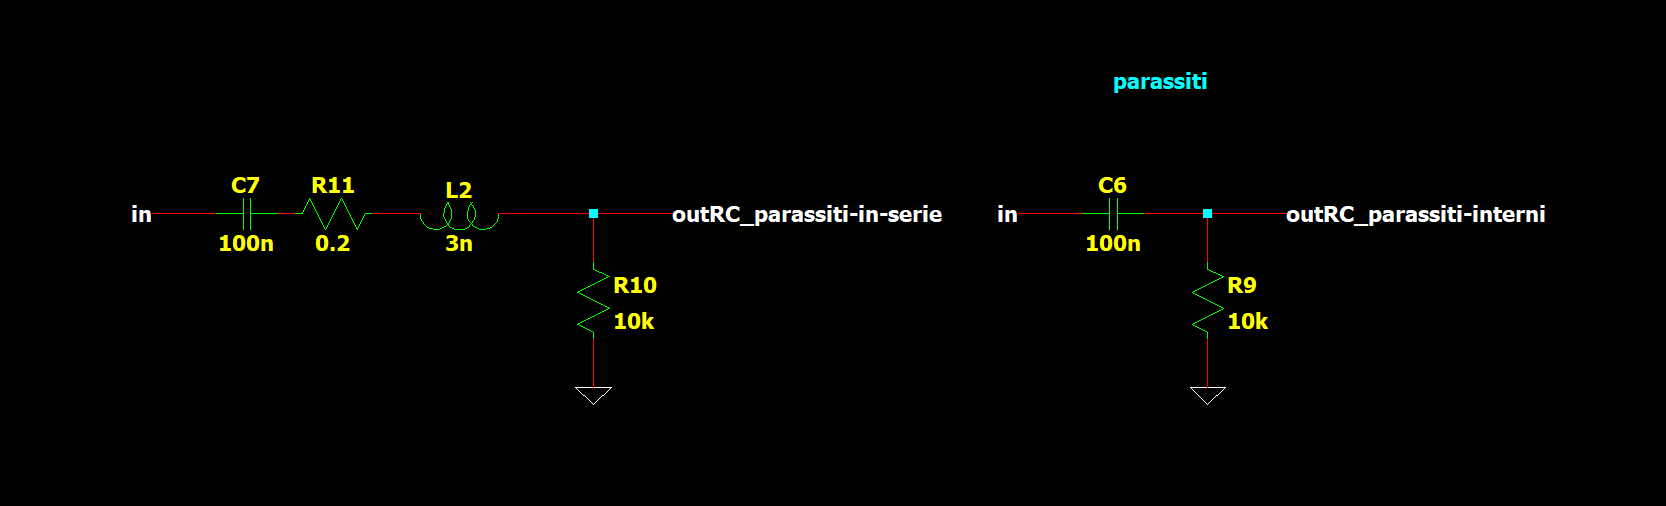 parassiti
in
C7
100n
R11
0.2
L2
3n
outRC_parassiti-in-serie
R10
10k
in
C6
100n
outRC_parassiti-interni
R9
10k